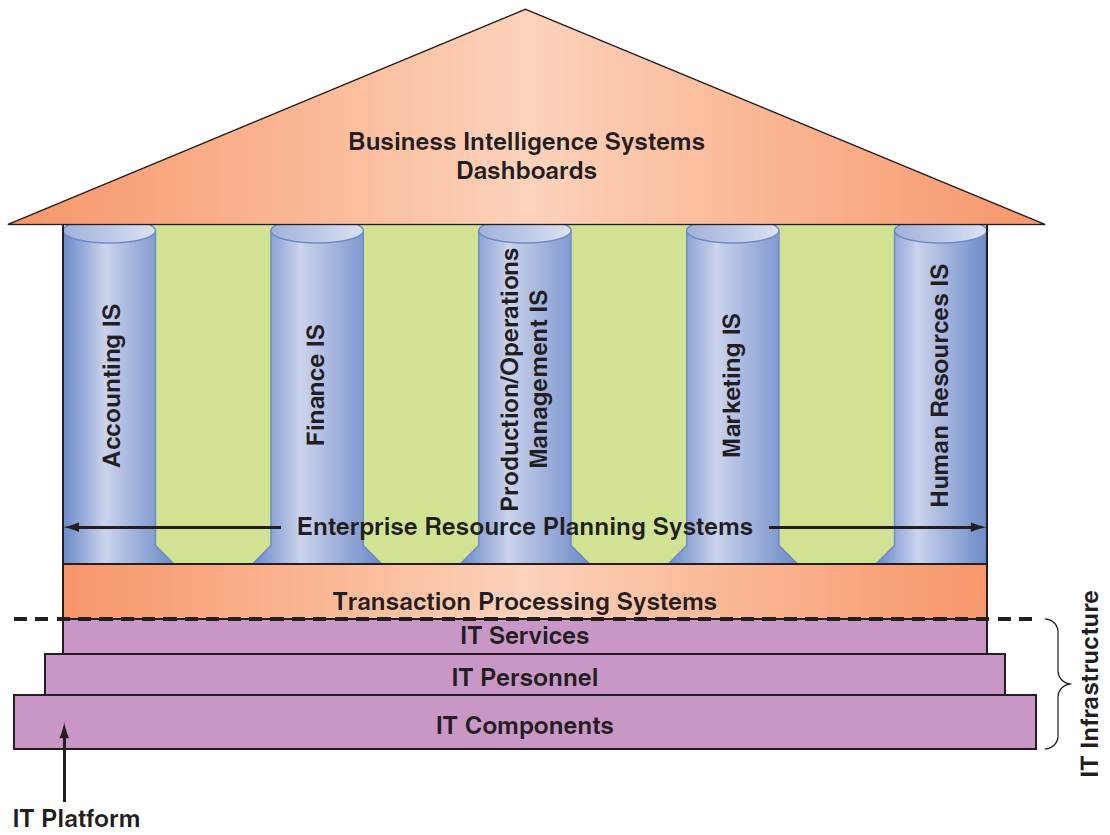 Business Intelligence Systems
Dashboards
Accounting IS
Finance IS
Production/Operations
Management IS
Marketing IS
Human Resources IS
Enterprise Resource Planning Systems
Transaction Processing Systems
IT Services
IT Personnel
IT Components
IT Infrastructure
IT Platform